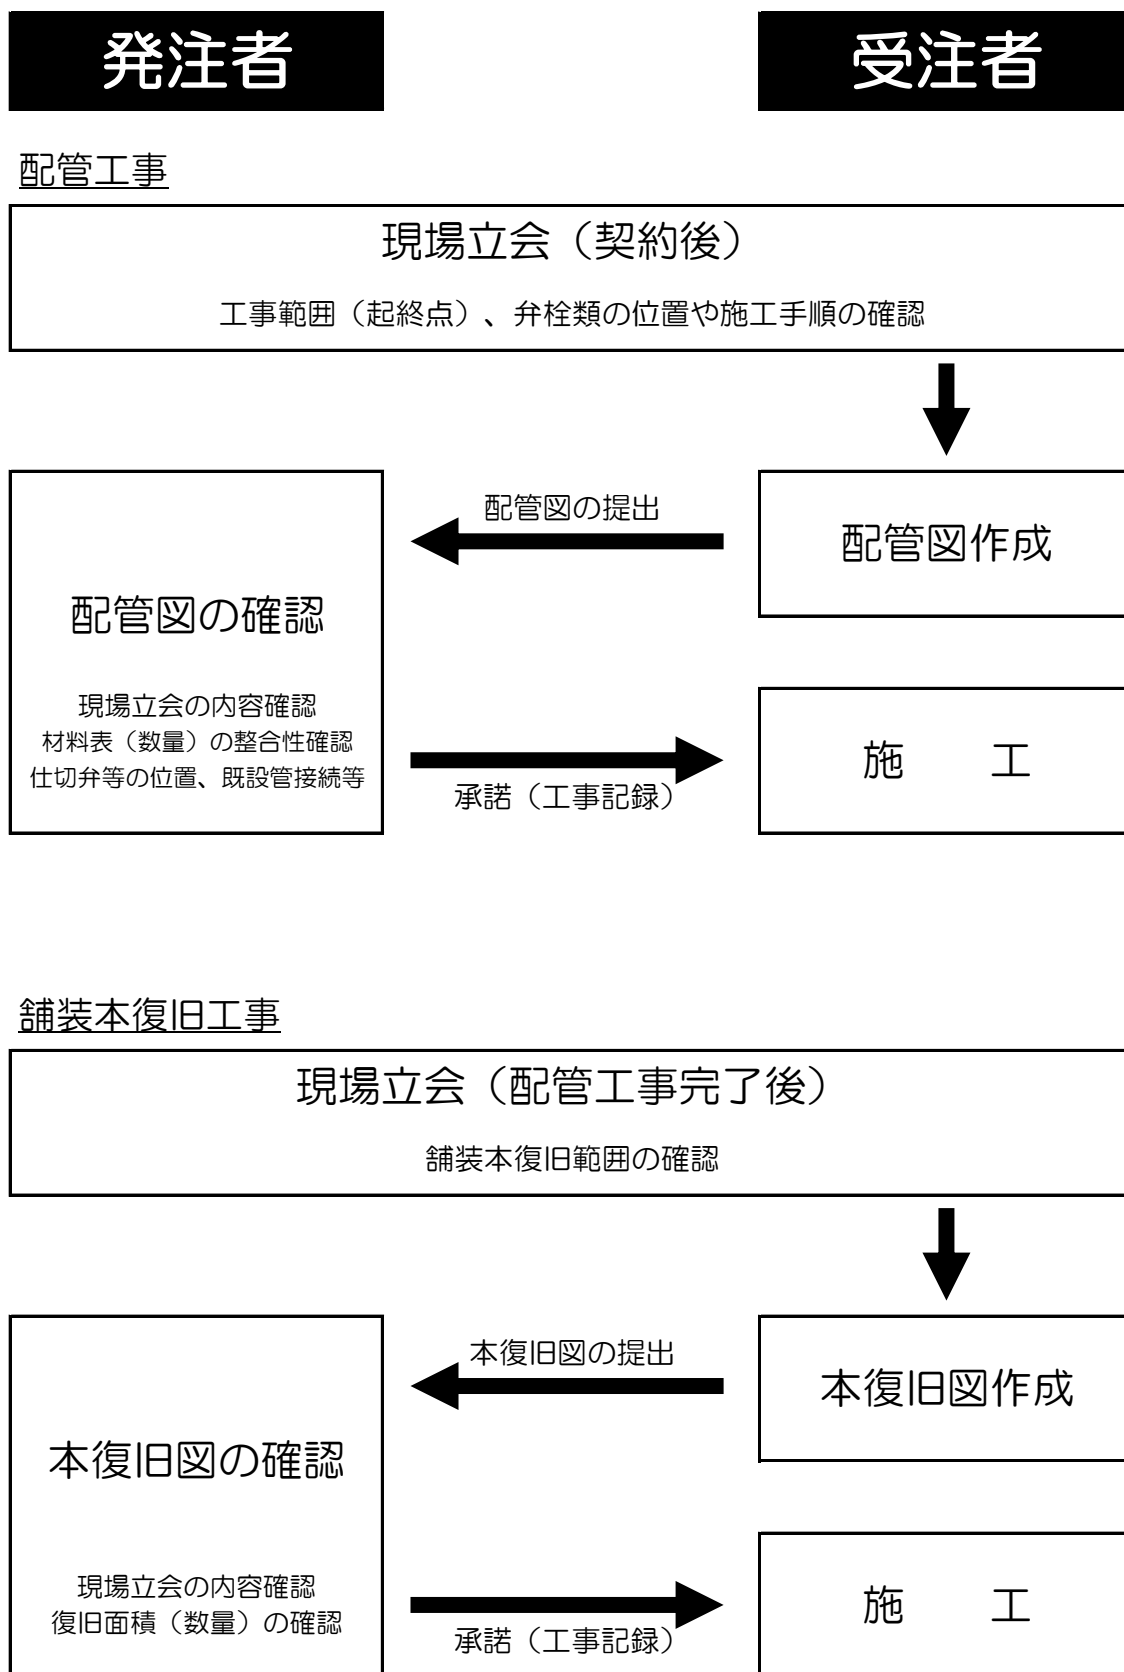 発注者
受注者
配管工事
現場立会（契約後）
工事範囲（起終点）、弁栓類の位置や施工手順の確認
配管図の提出
配管図作成
配管図の確認
現場立会の内容確認
材料表（数量）の整合性確認
仕切弁等の位置、既設管接続等
承諾（工事記録）
施　　工
舗装本復旧工事
現場立会（配管工事完了後）
舗装本復旧範囲の確認
本復旧図の提出
本復旧図作成
本復旧図の確認
現場立会の内容確認
復旧面積（数量）の確認
承諾（工事記録）
施　　工